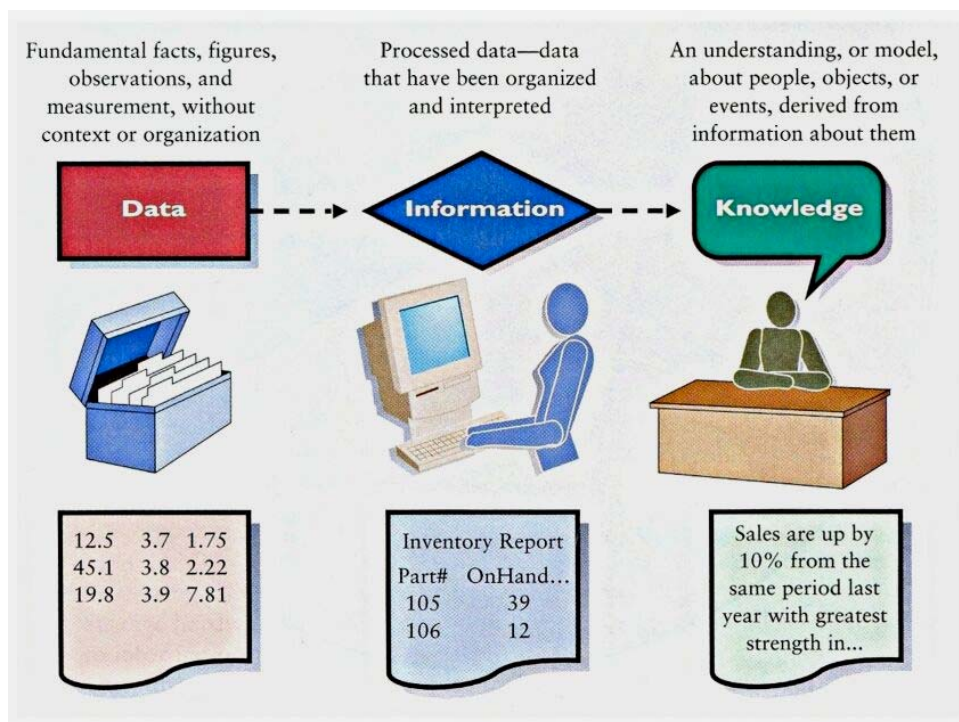 Fundamental facts, figures,
observations, and
measurement, without
context or organization
Processed data—data
that have been organized
and interpreted
An understanding, or model,
about people, objects, or
events, derived from
information about them
Data
Information
Knowledge
12.5 3.7 1.75
45.1 3.8 2.22
19.8 3.9 7.81
Inventory Report
Part# OnHand...
105 39
106 12
Sales are up by
10% from the
same period last
year with greatest
strength in...